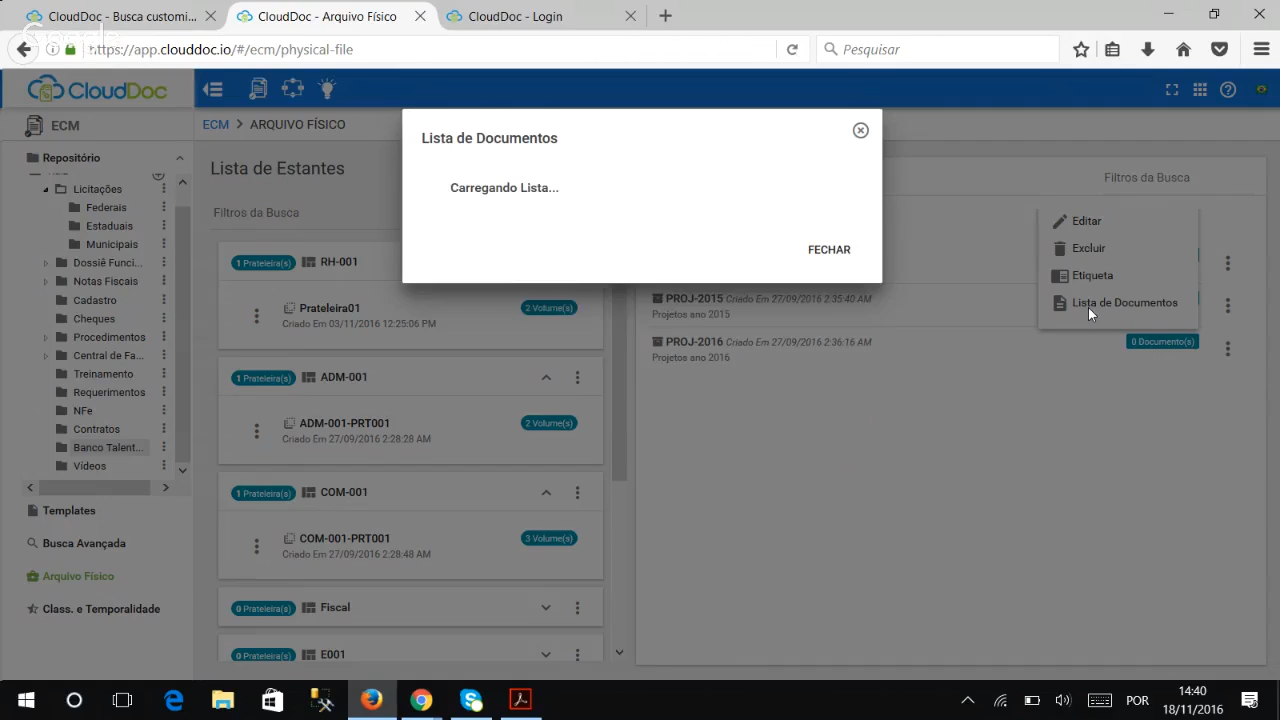 CloudDoc - Busca customi...
CloudDoc - Arquivo Físico
CloudDoc - Login
https://app.clouddoc.io/#/ecm/physical-file
Pesquisar
CloudDoc
ECM
ECM > ARQUIVO FÍSICO
Repositório
Licitações
Federais
Estaduais
Municipais
Dossiê Funci...
Notas Fiscais
Cadastro
Cheques
Procedimentos
Central de Fa...
Treinamento
Requerimentos
NFe
Contratos
Banco Talent...
Vídeos
Templates
Busca Avançada
Arquivo Físico
Class. e Temporalidade
Lista de Estantes
Filtros da Busca
1 Prateleira(s) RH-001
Prateleira01 2 Volume(s)
Criado Em 03/11/2016 12:25:06 PM
1 Prateleira(s) ADM-001
ADM-001-PRT001 2 Volume(s)
Criado Em 27/09/2016 2:28:28 AM
1 Prateleira(s) COM-001
COM-001-PRT001 3 Volume(s)
Criado Em 27/09/2016 2:28:48 AM
0 Prateleira(s) Fiscal
0 Prateleira(s) E001
Lista de Documentos
Carregando Lista...
FECHAR
Filtros da Busca
Editar
Excluir
Etiqueta
Lista de Documentos
PROJ-2015 Criado Em 27/09/2016 2:35:40 AM
Projetos ano 2015
PROJ-2016 Criado Em 27/09/2016 2:36:16 AM 0 Documento(s)
Projetos ano 2016
POR
14:40
18/11/2016